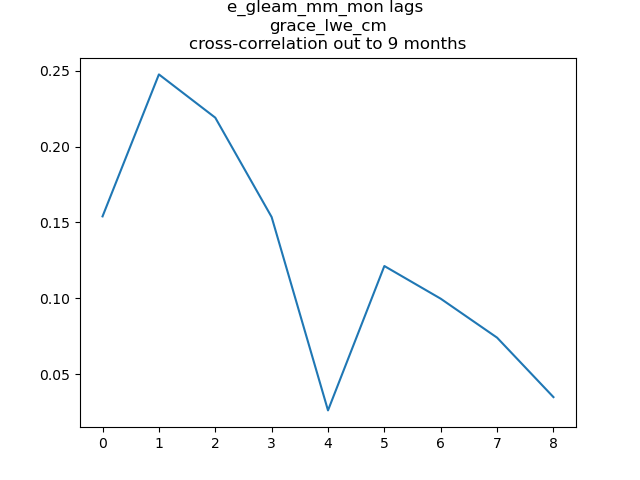 e_gleam_mm_mon lags
grace_lwe_cm
cross-correlation out to 9 months
0.25
0.20
0.15
0.10
0.05
0 1 2 3 4 5 6 7 8